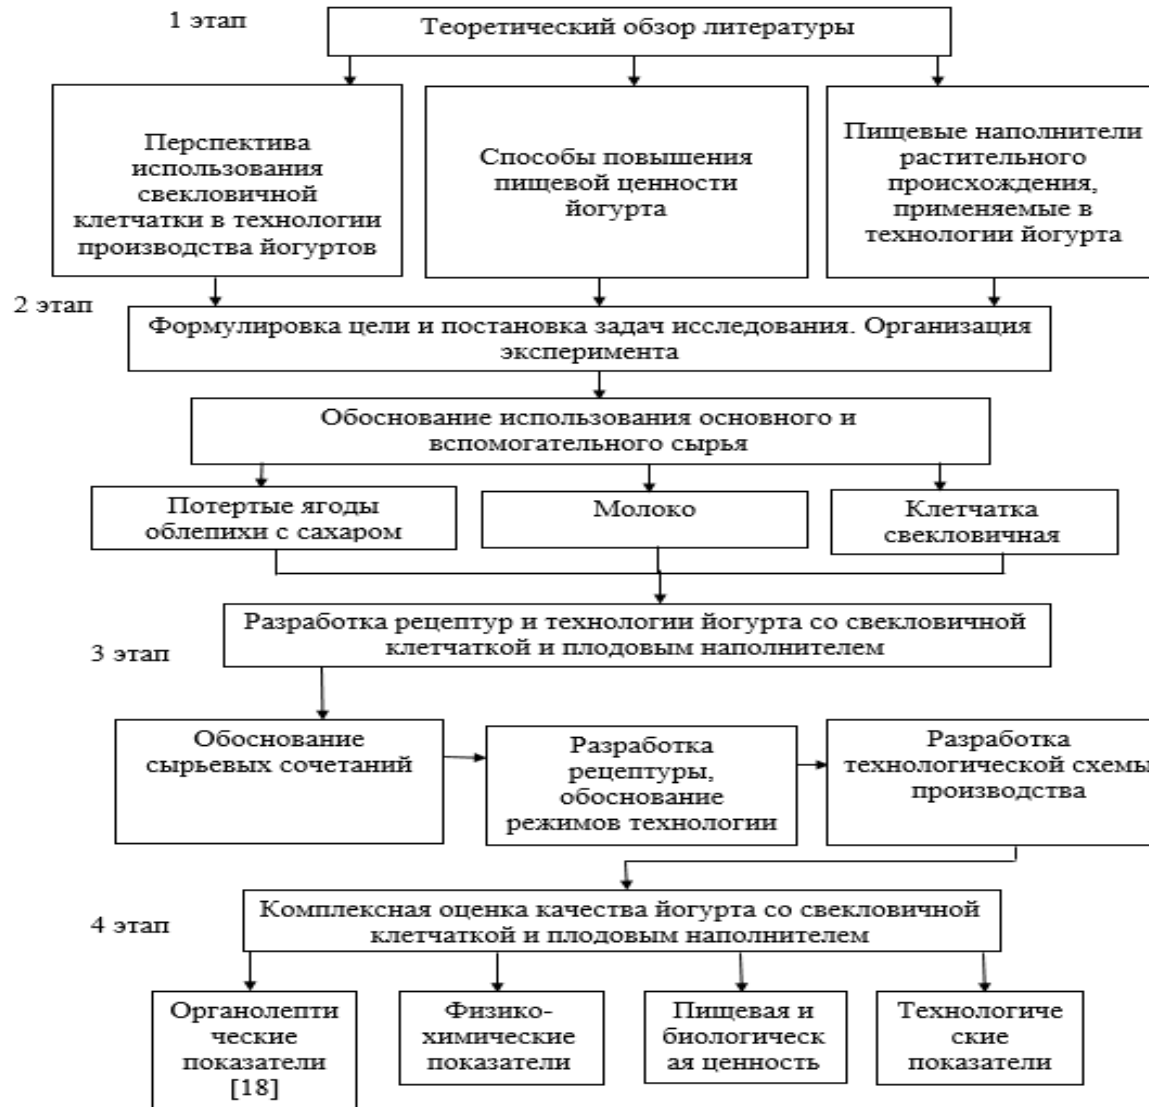 1 этап
Теоретический обзор литературы
Перспектива
использования
свекловичной
клетчатки в технологии
производства йогуртов
Способы повышения
пищевой ценности
йогурта
Пищевые наполнители
растительного
происхождения,
применяемые в
технологии йогурта
2 этап
Формулировка цели и постановка задач исследования. Организация
эксперимента
Обоснование использования основного и
вспомогательного сырья
Потертые ягоды
облепихи с сахаром
Молоко
Клетчатка
свекловичная
Разработка рецептур и технологии йогурта со свекловичной
клетчаткой и плодовым наполнителем
3 этап
Обоснование
сырьевых сочетаний
Разработка
рецептуры,
обоснование
режимов технологии
Разработка
технологической схемы
производства
4 этап
Комплексная оценка качества йогурта со свекловичной
клетчаткой и плодовым наполнителем
Органолепти
ческие
показатели
[18]
Физико-
химические
показатели
Пищевая и
биологическ
ая ценность
Технологиче
ские
показатели